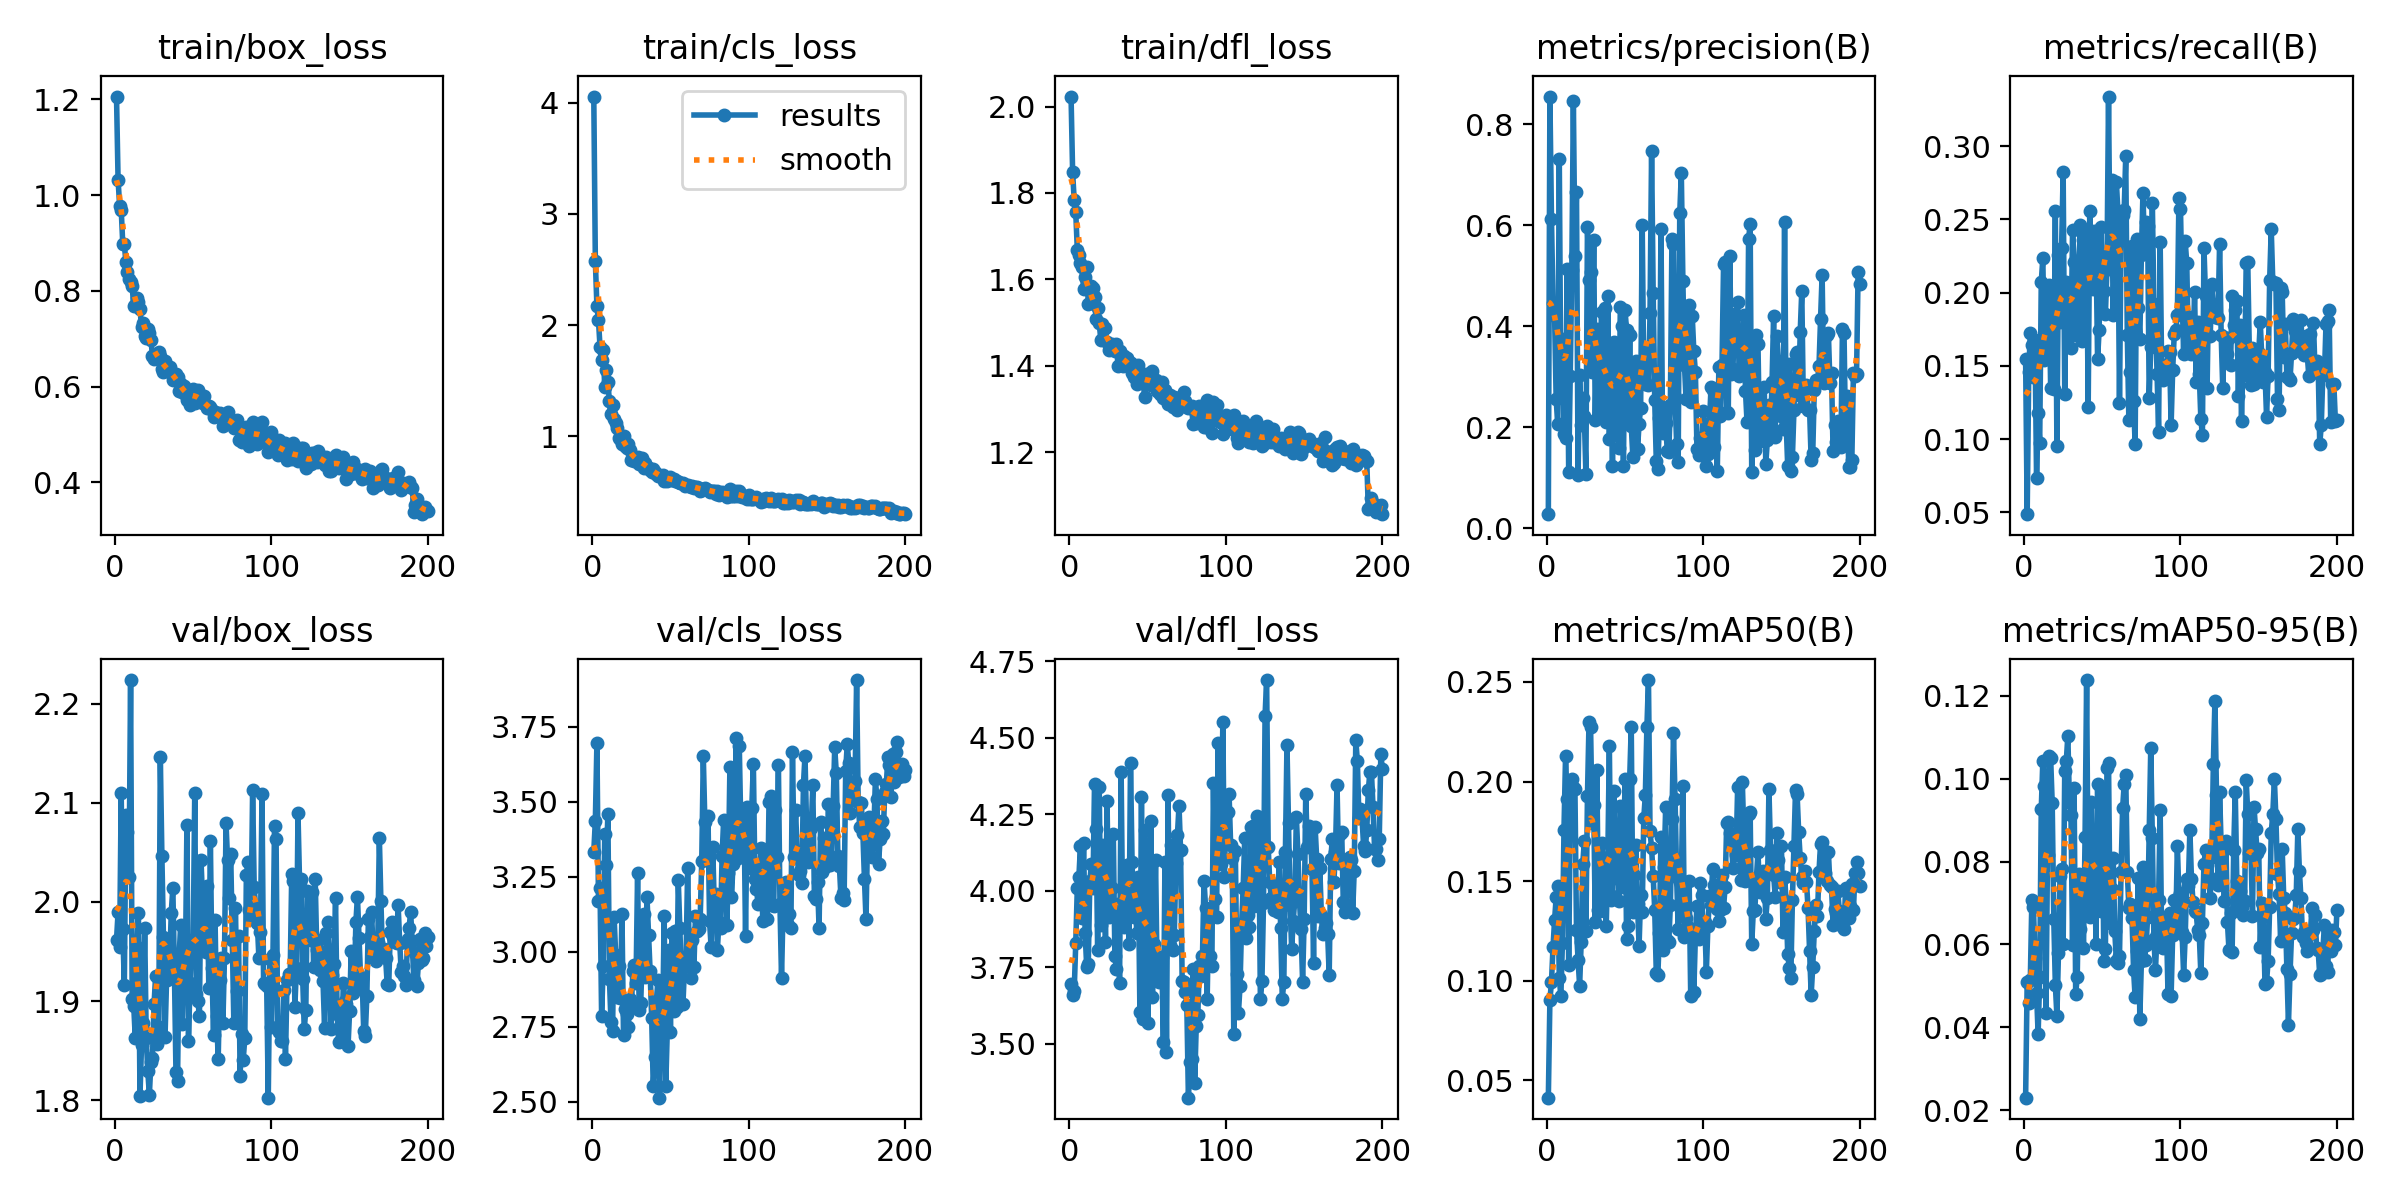 train/box_loss
1.2
1.0
0.8
0.6
0.4
0 100 200
train/cls_loss
4
3
2
1
0 100 200
results
smooth
train/dfl_loss
2.0
1.8
1.6
1.4
1.2
0 100 200
metrics/precision(B)
0.8
0.6
0.4
0.2
0.0
0 100 200
metrics/recall(B)
0.30
0.25
0.20
0.15
0.10
0.05
0 100 200
val/box_loss
2.2
2.1
2.0
1.9
1.8
0 100 200
val/cls_loss
3.75
3.50
3.25
3.00
2.75
2.50
0 100 200
val/dfl_loss
4.75
4.50
4.25
4.00
3.75
3.50
0 100 200
metrics/mAP50(B)
0.25
0.20
0.15
0.10
0.05
0 100 200
metrics/mAP50-95(B)
0.12
0.10
0.08
0.06
0.04
0.02
0 100 200